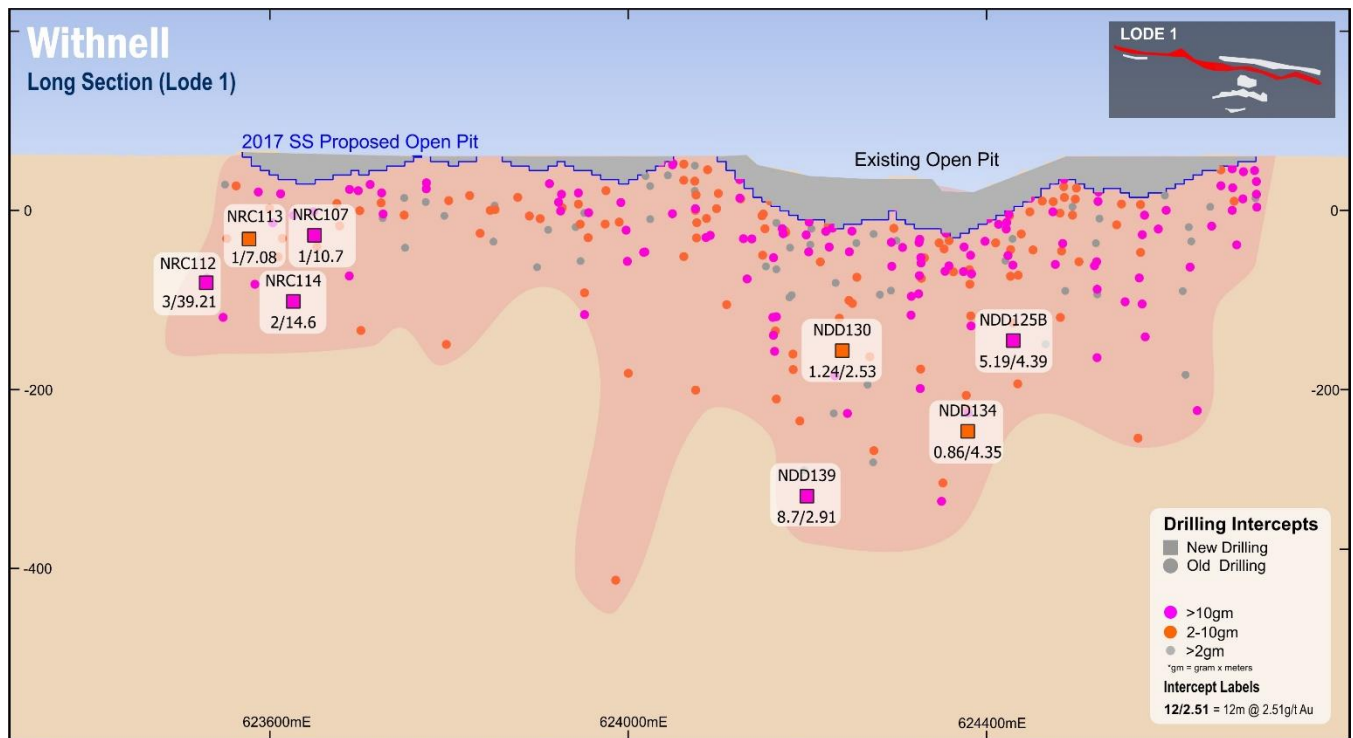 Withnell
Long Section (Lode 1)
LODE 1
2017 SS Proposed Open Pit
Existing Open Pit
0
0
NRC113
1/7.08
NRC107
1/10.7
NRC112
3/39.21
NRC114
2/14.6
NDD130
1.24/2.53
NDD125B
5.19/4.39
-200
-200
NDD134
0.86/4.35
NDD139
8.7/2.91
-400
Drilling Intercepts
New Drilling
Old Drilling
>10gm
2-10gm
>2gm
*gm = gram x meters
Intercept Labels
12/2.51 = 12m @ 2.51g/t Au
623600mE
624000mE
624400mE